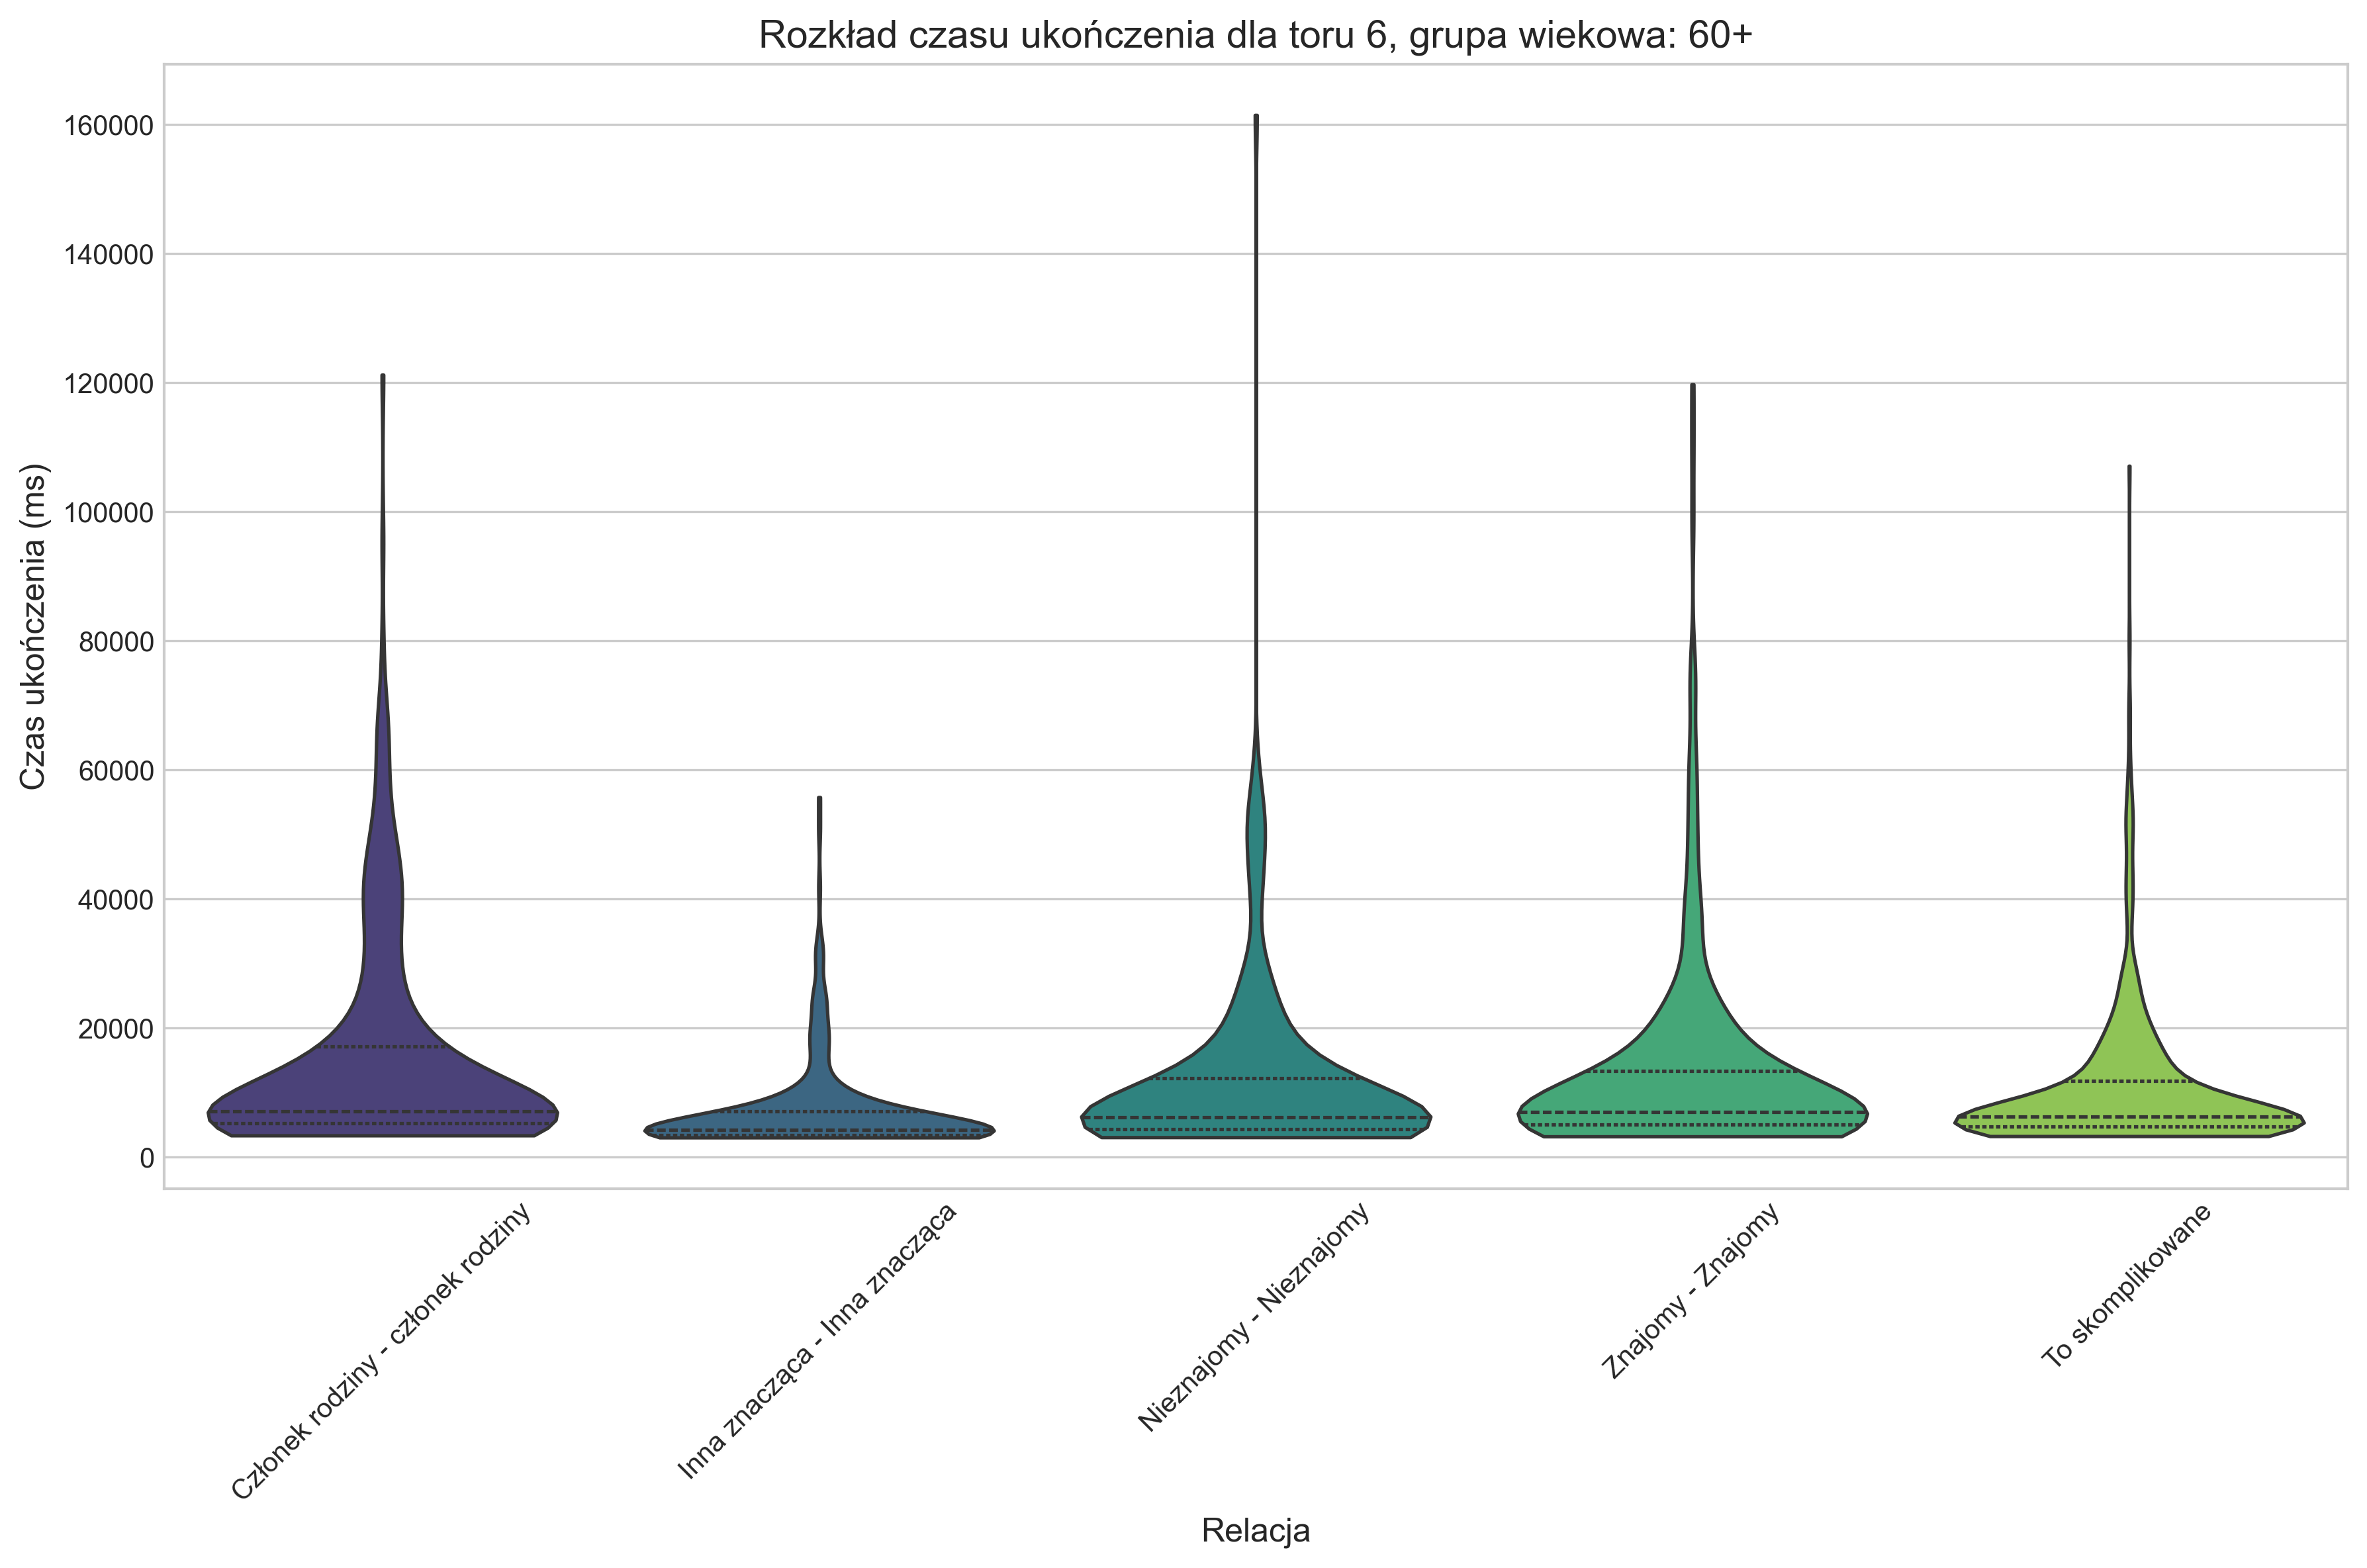 Rozkład czasu ukończenia dla toru 6, grupa wiekowa: 60+
Czas ukończenia (ms)
160000
140000
120000
100000
80000
60000
40000
20000
0
Członek rodziny - członek rodziny
Inna znacząca - Inna znacząca
Nieznajomy - Nieznajomy
Znajomy - Znajomy
To skomplikowane
Relacja